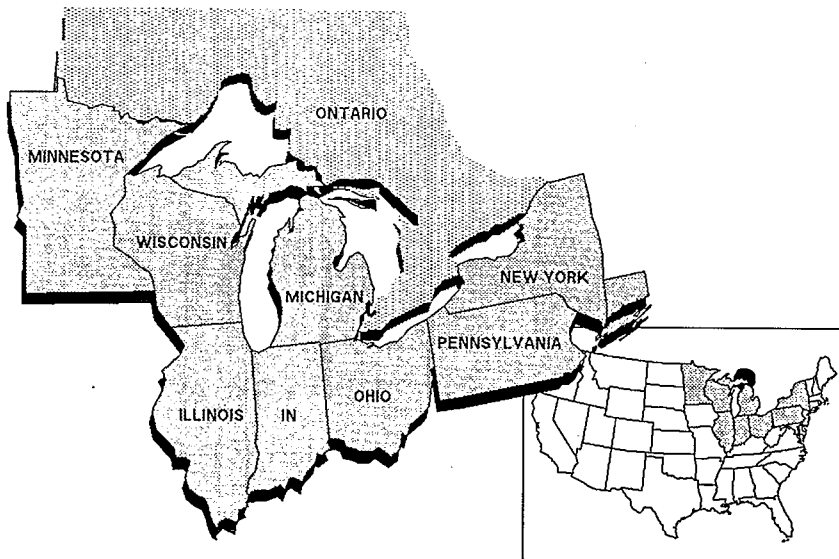 ONTARIO
MINNESOTA
WISCONSIN
NEW YORK
MICHIGAN
PENNSYLVANIA
OHIO
ILLINOIS
IN